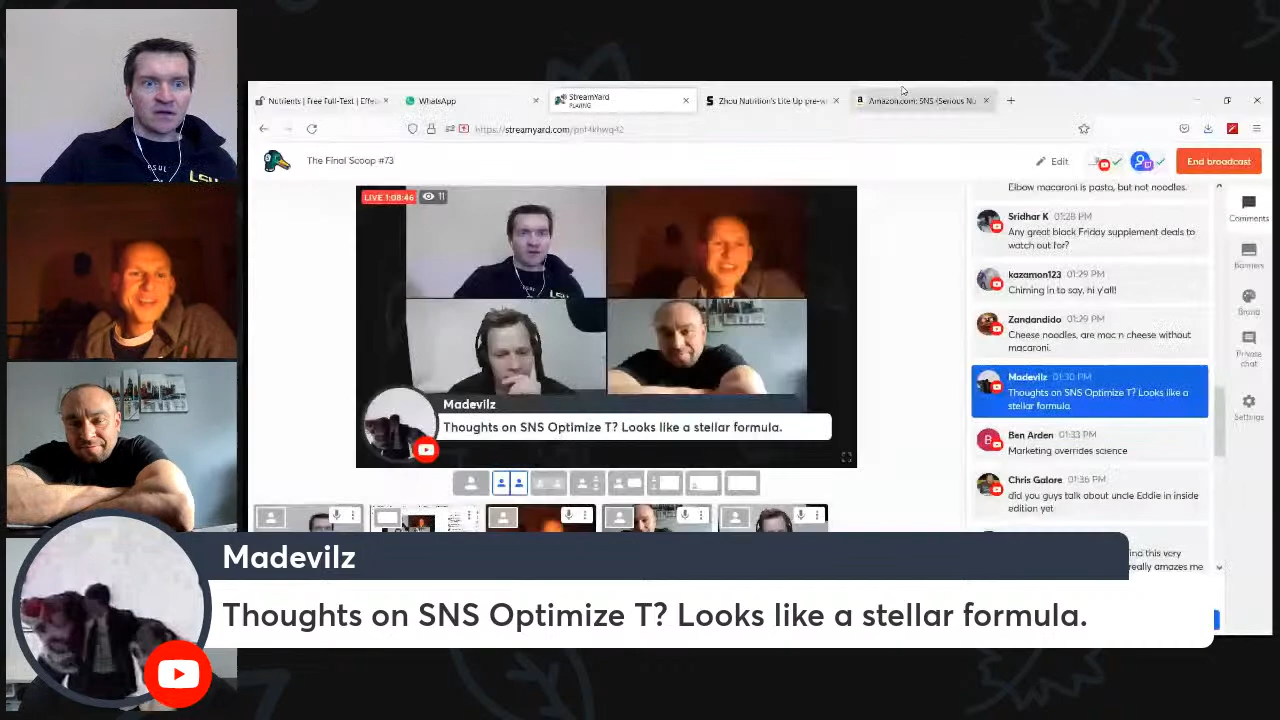 Nutrients | Free Full-Text | Effe
WhatsApp
StreamYard
PLAYING
Zhou Nutrition's Lite Up pre-w
Amazon.com: SNS (Serious Nu
https://streamyard.com/
The Final Scoop #73
Edit
End broadcast
LIVE 1:08:46
11
Madevilz
Thoughts on SNS Optimize T? Looks like a stellar formula.
Elbow macaroni is pasta, but not noodles.
Sridhar K 01:28 PM
Any great black Friday supplement deals to
watch out for?
kazamon123 01:29 PM
Chiming in to say, hi y'all!
Zandandido 01:29 PM
Cheese noodles, are mac n cheese without
macaroni.
Madevilz 01:30 PM
Thoughts on SNS Optimize T? Looks like a
stellar formula.
Ben Arden 01:33 PM
Marketing overrides science
Chris Galore 01:36 PM
did you guys talk about uncle Eddie in inside
edition yet
this very
really amazes me
Comments
Banners
Brand
Private
chat
Settings
Madevilz
Thoughts on SNS Optimize T? Looks like a stellar formula.